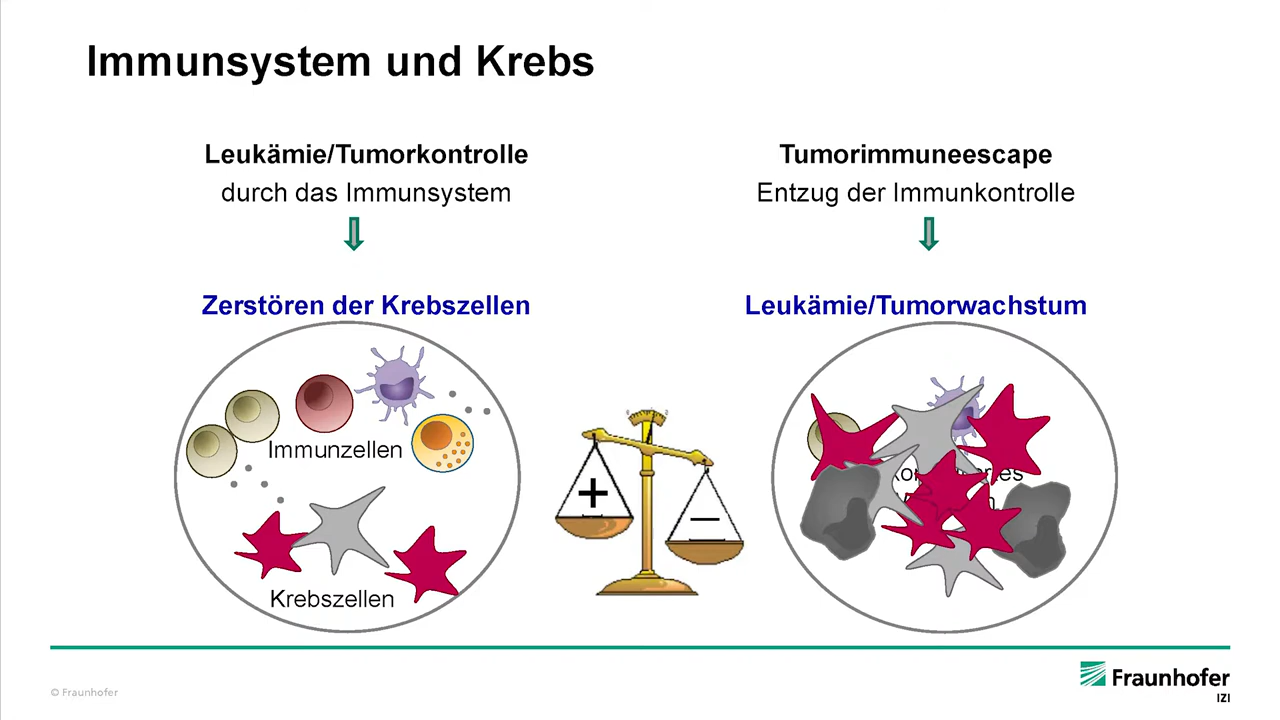 Immunsystem und Krebs
Leukämie/Tumorkontrolle
durch das Immunsystem
Zerstören der Krebszellen
Immunzellen
Krebszellen
+
–
Tumorimmuneescape
Entzug der Immunkontrolle
Leukämie/Tumorwachstum
© Fraunhofer
Fraunhofer
IZI